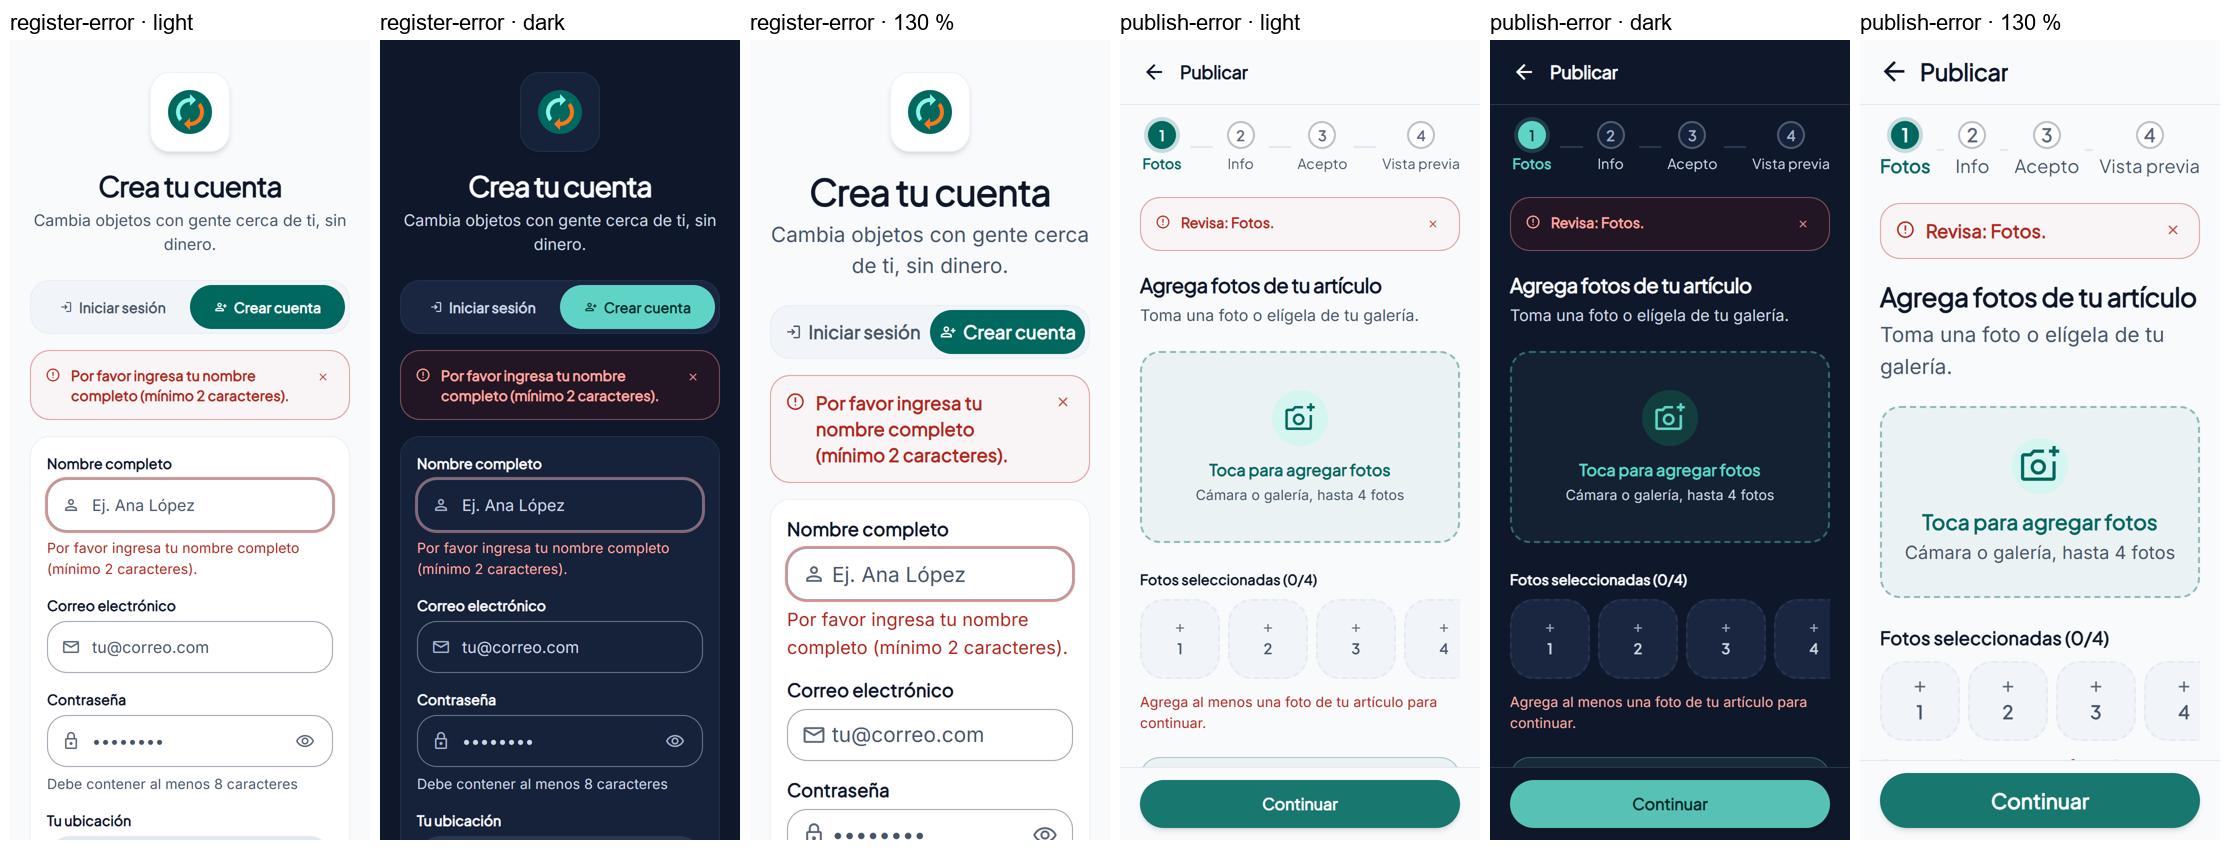 register-error · light
Crea tu cuenta
Cambia objetos con gente cerca de ti, sin
dinero.
Iniciar sesión
Crear cuenta
Por favor ingresa tu nombre
completo (mínimo 2 caracteres).
Nombre completo
Ej. Ana López
Por favor ingresa tu nombre completo
(mínimo 2 caracteres).
Correo electrónico
tu@correo.com
Contraseña
••••••••
Debe contener al menos 8 caracteres
Tu ubicación
register-error · dark
Crea tu cuenta
Cambia objetos con gente cerca de ti, sin
dinero.
Iniciar sesión
Crear cuenta
Por favor ingresa tu nombre
completo (mínimo 2 caracteres).
Nombre completo
Ej. Ana López
Por favor ingresa tu nombre completo
(mínimo 2 caracteres).
Correo electrónico
tu@correo.com
Contraseña
••••••••
Debe contener al menos 8 caracteres
Tu ubicación
register-error · 130 %
Crea tu cuenta
Cambia objetos con gente cerca
de ti, sin dinero.
Iniciar sesión
Crear cuenta
Por favor ingresa tu
nombre completo
(mínimo 2 caracteres).
Nombre completo
Ej. Ana López
Por favor ingresa tu nombre
completo (mínimo 2 caracteres).
Correo electrónico
tu@correo.com
Contraseña
••••••••
publish-error · light
Publicar
1
2
3
4
Fotos
Info
Acepto
Vista previa
Revisa: Fotos.
Agrega fotos de tu artículo
Toma una foto o elígela de tu galería.
Toca para agregar fotos
Cámara o galería, hasta 4 fotos
Fotos seleccionadas (0/4)
+ + + +
1 2 3 4
Agrega al menos una foto de tu artículo para
continuar.
Continuar
publish-error · dark
Publicar
1
2
3
4
Fotos
Info
Acepto
Vista previa
Revisa: Fotos.
Agrega fotos de tu artículo
Toma una foto o elígela de tu galería.
Toca para agregar fotos
Cámara o galería, hasta 4 fotos
Fotos seleccionadas (0/4)
+ + + +
1 2 3 4
Agrega al menos una foto de tu artículo para
continuar.
Continuar
publish-error · 130 %
Publicar
1
2
3
4
Fotos
Info
Acepto
Vista previa
Revisa: Fotos.
Agrega fotos de tu artículo
Toma una foto o elígela de tu
galería.
Toca para agregar fotos
Cámara o galería, hasta 4 fotos
Fotos seleccionadas (0/4)
+ + + +
1 2 3 4
Continuar